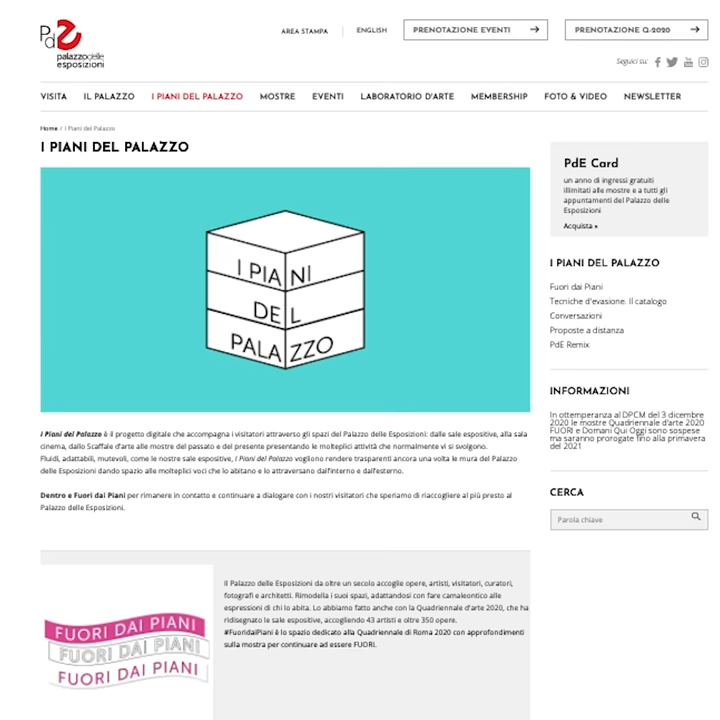 PdE
palazzodelle
esposizioni
AREA STAMPA
ENGLISH
PRENOTAZIONE EVENTI
PRENOTAZIONE Q-2020
Seguici su:
VISITA
IL PALAZZO
I PIANI DEL PALAZZO
MOSTRE
EVENTI
LABORATORIO D'ARTE
MEMBERSHIP
FOTO & VIDEO
NEWSLETTER
Home / I Piani del Palazzo
I PIANI DEL PALAZZO
I PIANI
DEL
PALAZZO
I Piani del Palazzo è il progetto digitale che accompagna i visitatori attraverso gli spazi del Palazzo delle Esposizioni: dalle sale espositive, alla sala
cinema, dallo Scaffale d'arte alle mostre del passato e del presente presentando le molteplici attività che normalmente vi si svolgono.
Fluidi, adattabili, mutevoli, come le nostre sale espositive, I Piani del Palazzo vogliono rendere trasparenti ancora una volta le mura del Palazzo
delle Esposizioni dando spazio alle molteplici voci che lo abitano e lo attraversano dall'interno e dall'esterno.
Dentro e Fuori dai Piani per rimanere in contatto e continuare a dialogare con i nostri visitatori che speriamo di riaccogliere al più presto al
Palazzo delle Esposizioni.
FUORI DAI PIANI
FUORI DAI PIANI
FUORI DAI PIANI
Il Palazzo delle Esposizioni da oltre un secolo accoglie opere, artisti, visitatori, curatori,
fotografi e architetti. Rimodella i suoi spazi, adattandosi con fare camaleontico alle
espressioni di chi lo abita. Lo abbiamo fatto anche con la Quadriennale d'arte 2020, che ha
ridisegnato le sale espositive, accogliendo 43 artisti e oltre 350 opere.
#FuoridaiPiani è lo spazio dedicato alla Quadriennale di Roma 2020 con approfondimenti
sulla mostra per continuare ad essere FUORI.
PdE Card
un anno di ingressi gratuiti
illimitati alle mostre e a tutti gli
appuntamenti del Palazzo delle
Esposizioni
Acquista »
I PIANI DEL PALAZZO
Fuori dai Piani
Tecniche d'evasione. Il catalogo
Conversazioni
Proposte a distanza
PdE Remix
INFORMAZIONI
In ottemperanza al DPCM del 3 dicembre
2020 le mostre Quadriennale d'arte 2020
FUORI e Domani Qui Oggi sono sospese
ma saranno prorogate fino alla primavera
del 2021
CERCA
Parola chiave